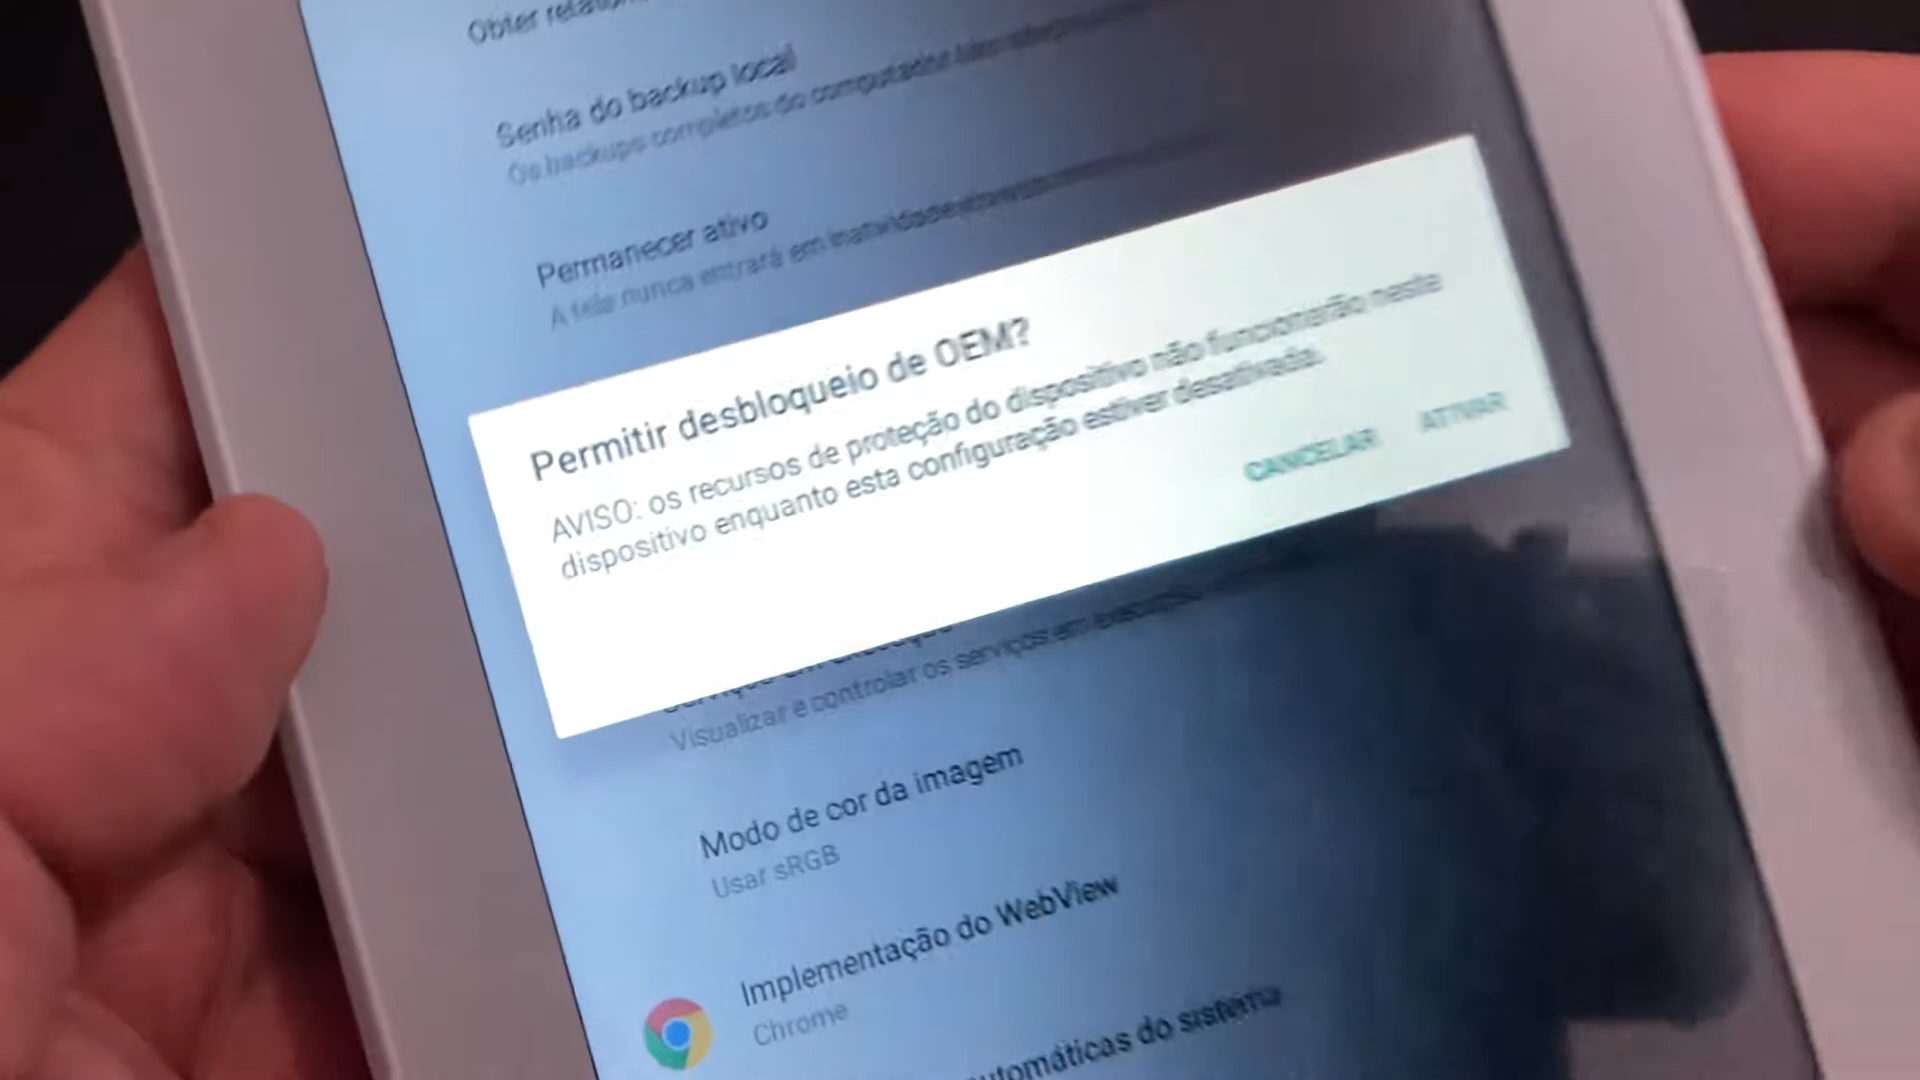 Obter
Senha do backup local
Os backups completos do computador
Permanecer ativo
A tela nunca entrará em inatividade
Permitir desbloqueio de OEM?
AVISO: os recursos de proteção do dispositivo não funcionarão neste
dispositivo enquanto esta configuração estiver desativada.
CANCELAR ATIVAR
Visualizar e controlar os serviços em execução
Modo de cor da imagem
Usar sRGB
Implementação do WebView
Chrome
do sistema